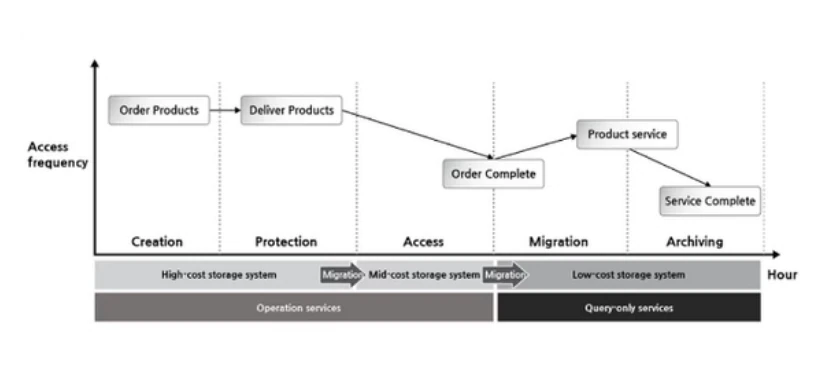 Order Products
Deliver Products
Product service
Access
frequency
Order Complete
Service Complete
Creation
Protection
Access
Migration
Archiving
High-cost storage system
Migration
Mid-cost storage system
Migration
Low-cost storage system
Hour
Operation services
Query-only services